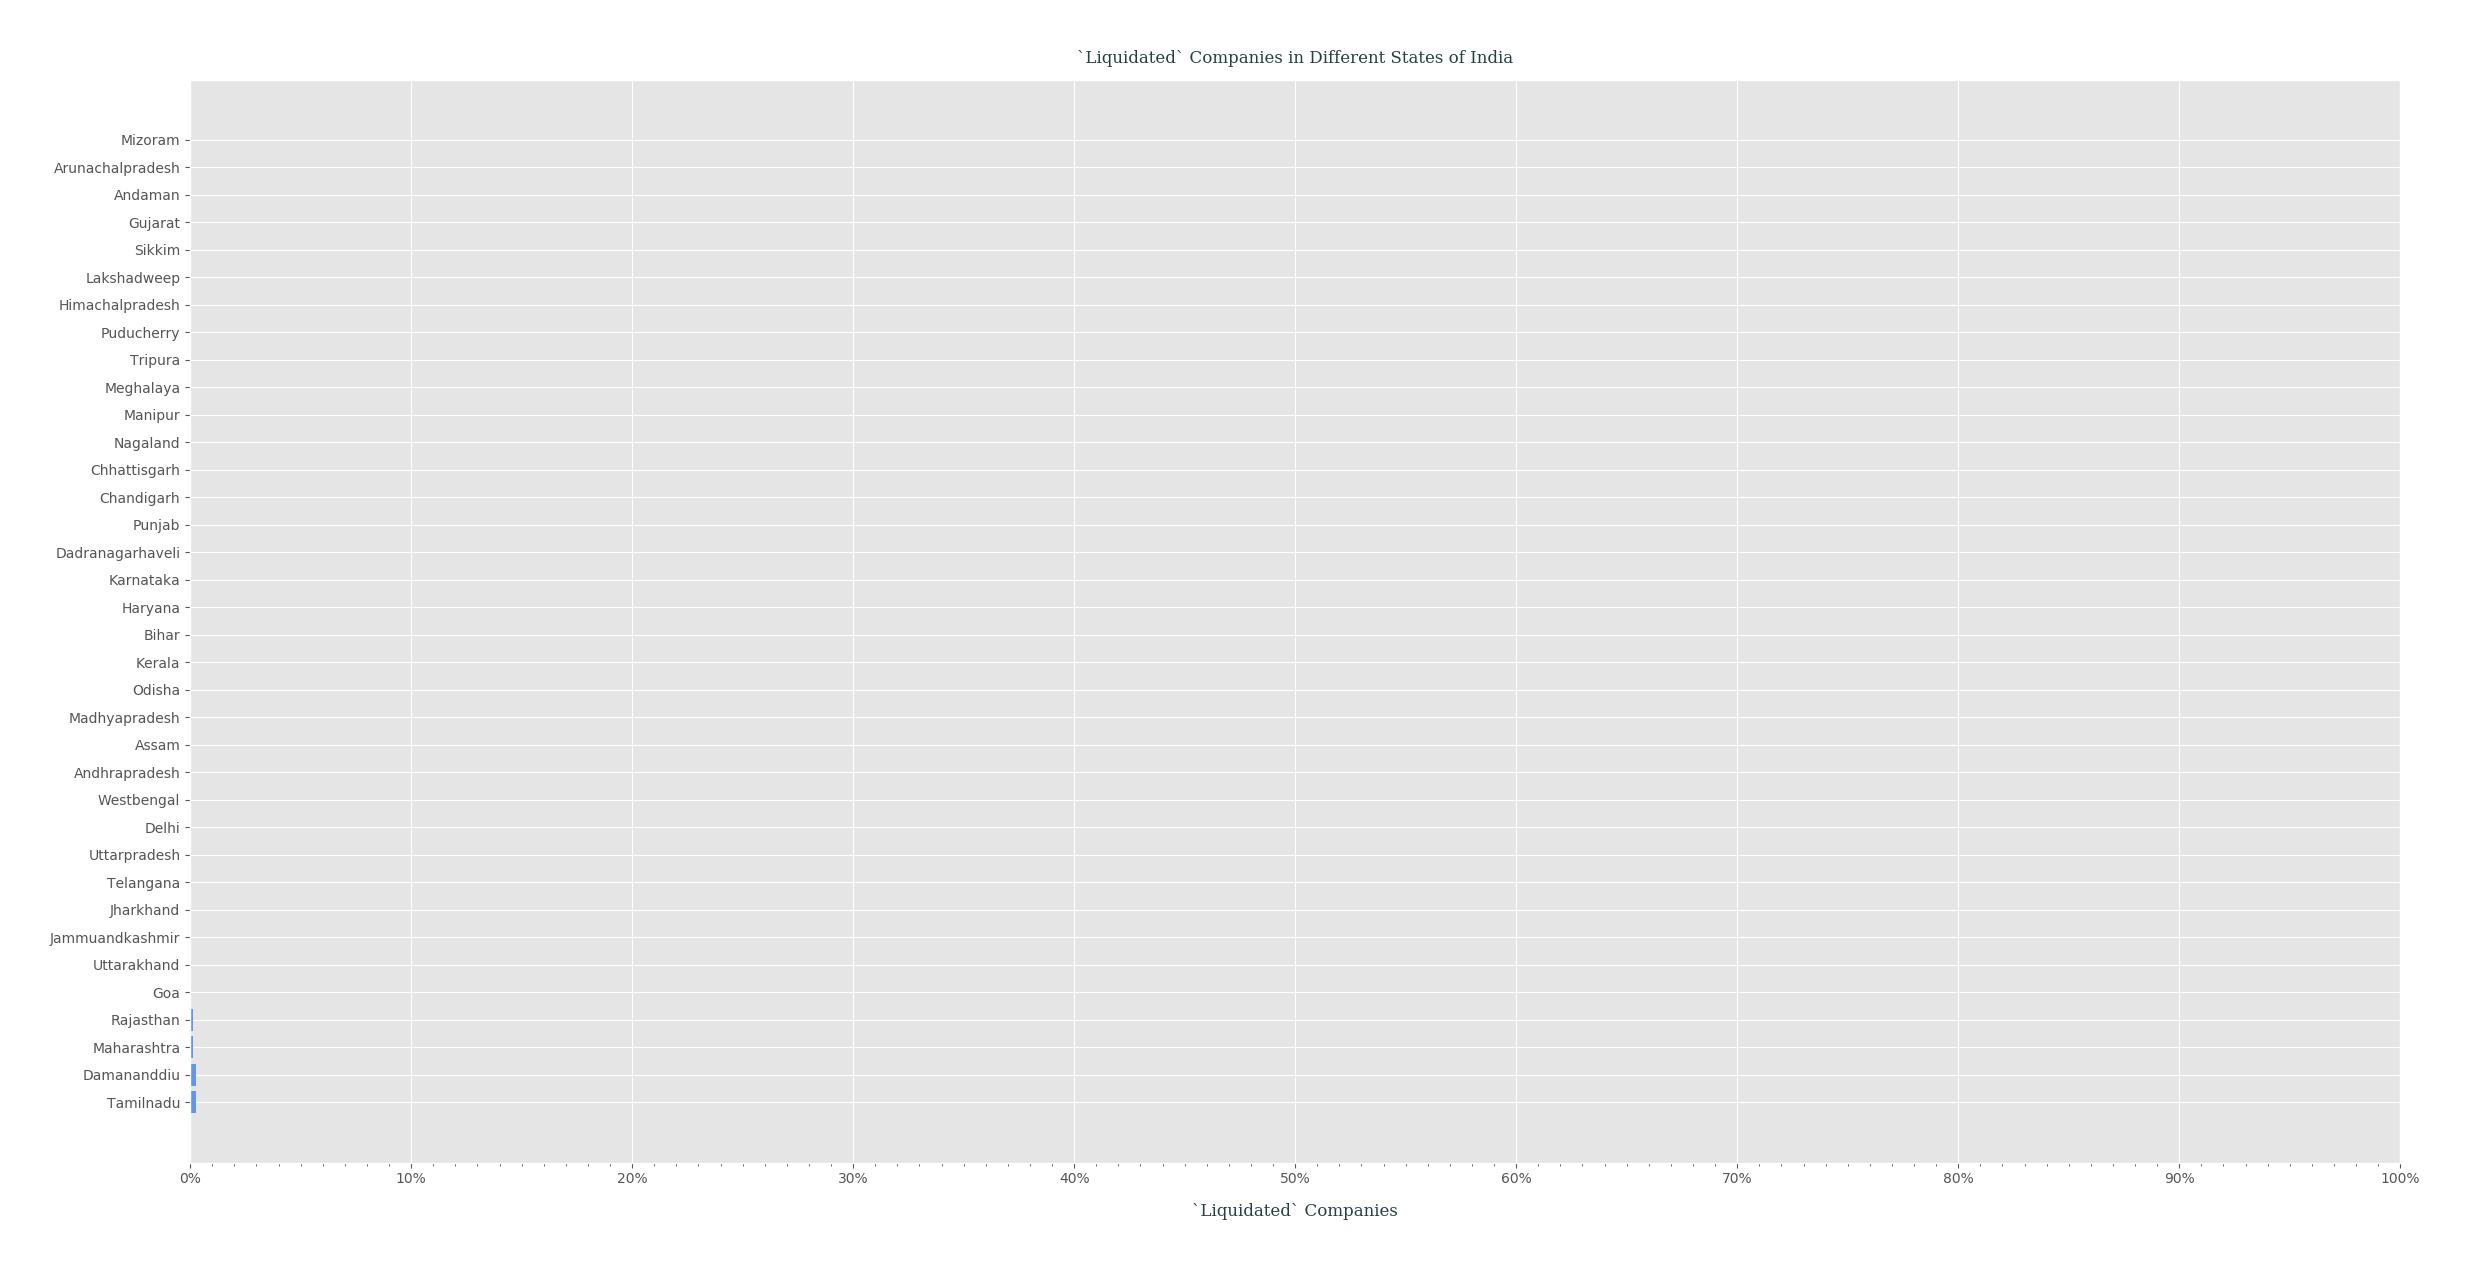 `Liquidated` Companies in Different States of India
Mizoram
Arunachalpradesh
Andaman
Gujarat
Sikkim
Lakshadweep
Himachalpradesh
Puducherry
Tripura
Meghalaya
Manipur
Nagaland
Chhattisgarh
Chandigarh
Punjab
Dadranagarhaveli
Karnataka
Haryana
Bihar
Kerala
Odisha
Madhyapradesh
Assam
Andhrapradesh
Westbengal
Delhi
Uttarpradesh
Telangana
Jharkhand
Jammuandkashmir
Uttarakhand
Goa
Rajasthan
Maharashtra
Damananddiu
Tamilnadu
0% 10% 20% 30% 40% 50% 60% 70% 80% 90% 100%
`Liquidated` Companies